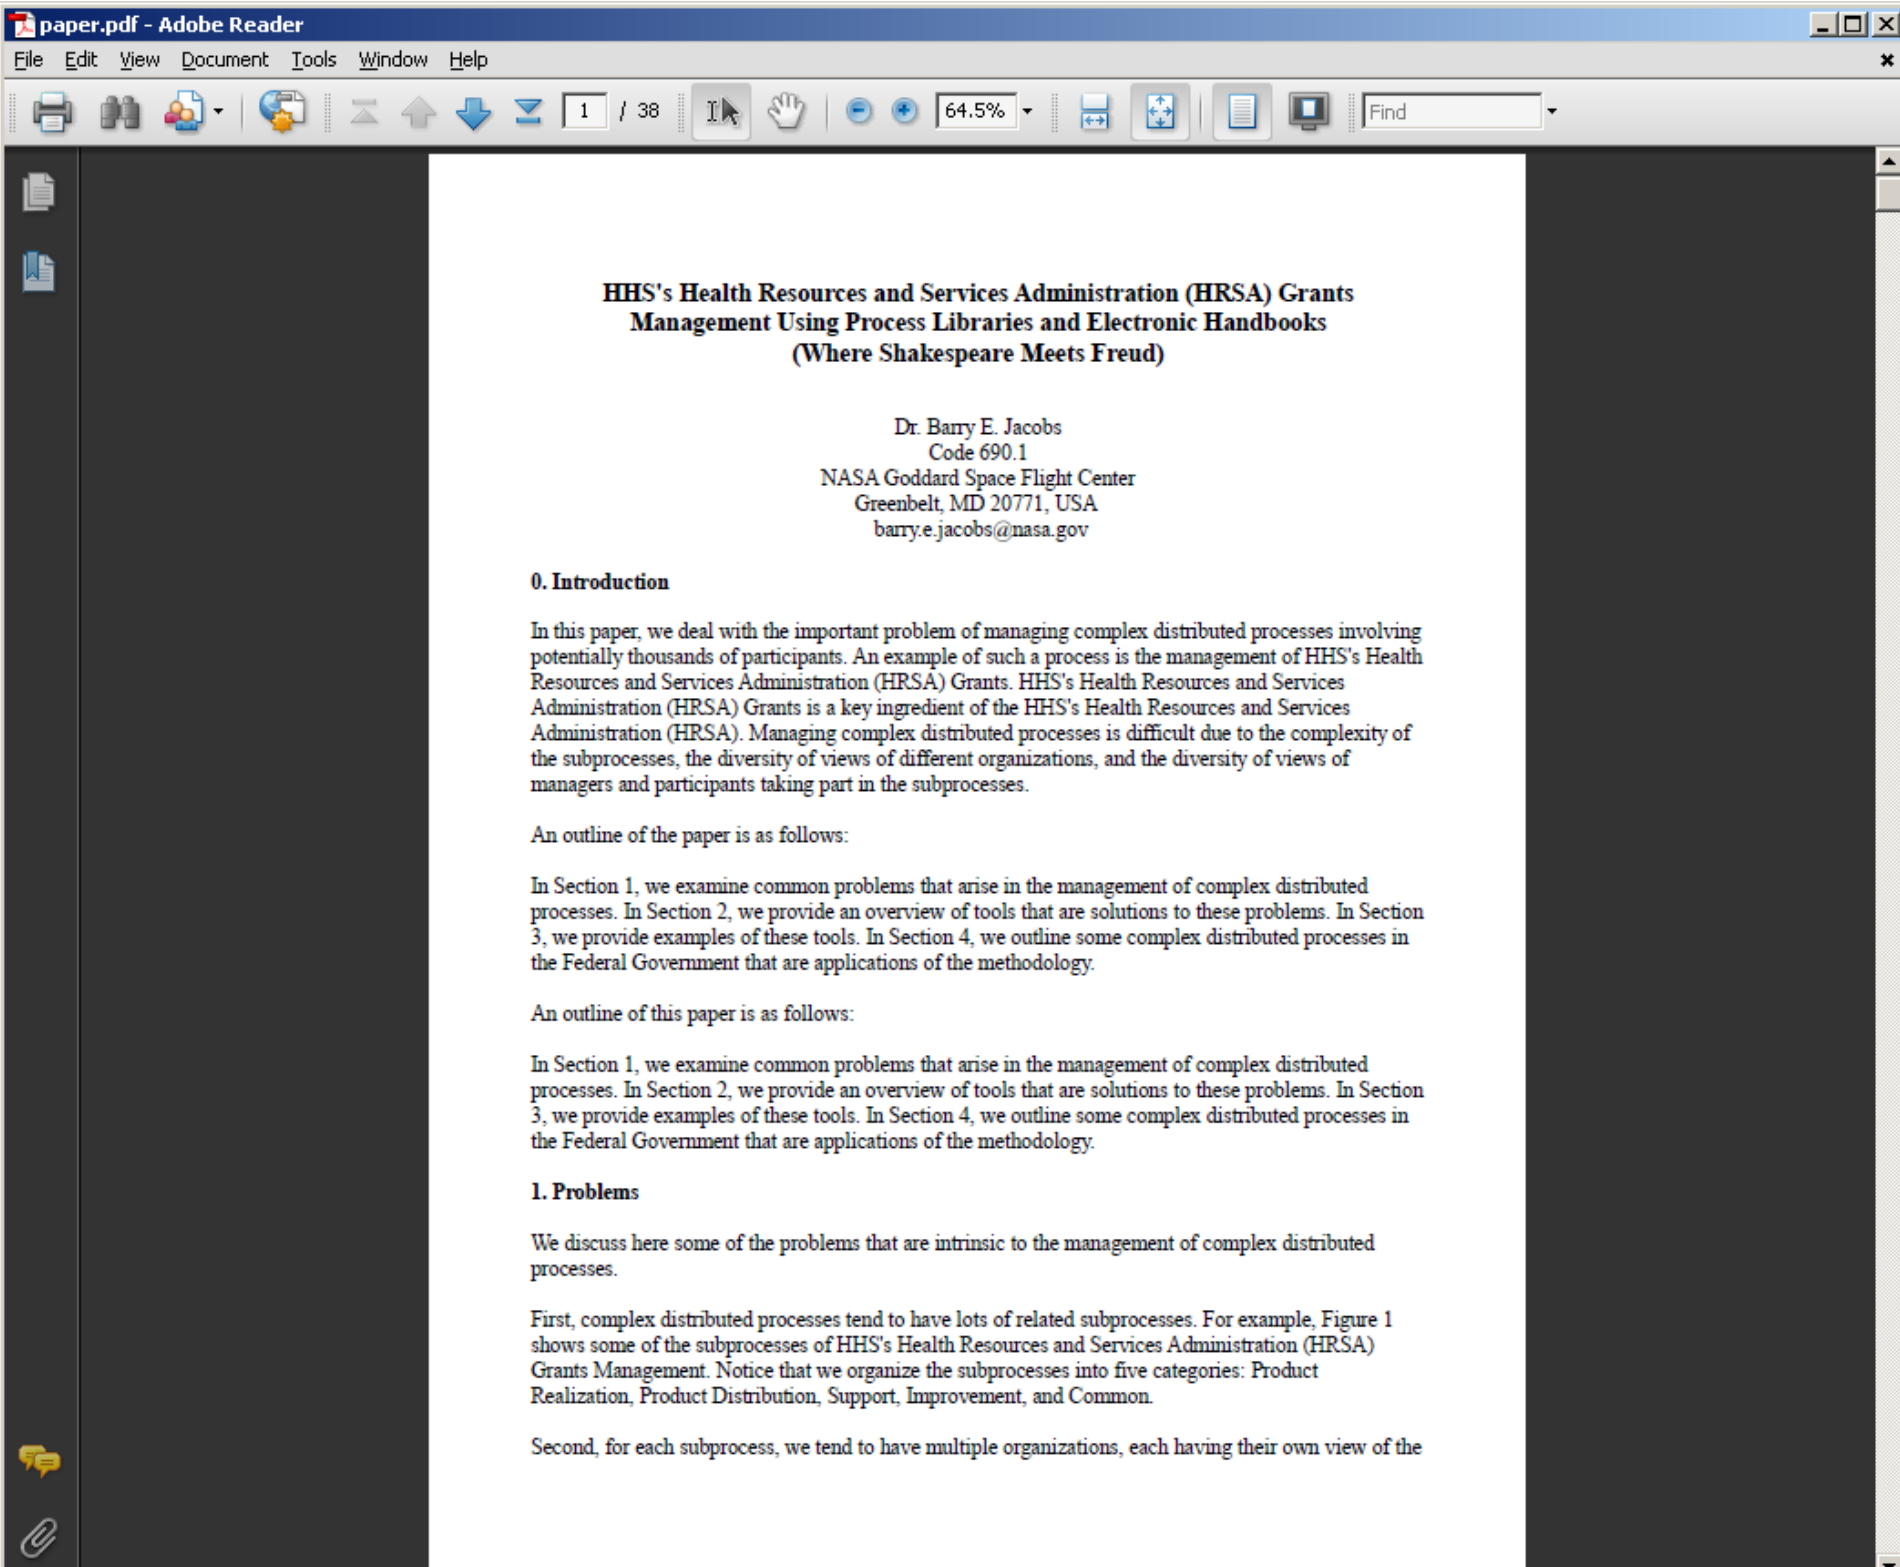 paper.pdf - Adobe Reader
File Edit View Document Tools Window Help
1 / 38 64.5% Find
HHS's Health Resources and Services Administration (HRSA) Grants
Management Using Process Libraries and Electronic Handbooks
(Where Shakespeare Meets Freud)
Dr. Barry E. Jacobs
Code 690.1
NASA Goddard Space Flight Center
Greenbelt, MD 20771, USA
barry.e.jacobs@nasa.gov
0. Introduction
In this paper, we deal with the important problem of managing complex distributed processes involving
potentially thousands of participants. An example of such a process is the management of HHS's Health
Resources and Services Administration (HRSA) Grants. HHS's Health Resources and Services
Administration (HRSA) Grants is a key ingredient of the HHS's Health Resources and Services
Administration (HRSA). Managing complex distributed processes is difficult due to the complexity of
the subprocesses, the diversity of views of different organizations, and the diversity of views of
managers and participants taking part in the subprocesses.
An outline of the paper is as follows:
In Section 1, we examine common problems that arise in the management of complex distributed
processes. In Section 2, we provide an overview of tools that are solutions to these problems. In Section
3, we provide examples of these tools. In Section 4, we outline some complex distributed processes in
the Federal Government that are applications of the methodology.
An outline of this paper is as follows:
In Section 1, we examine common problems that arise in the management of complex distributed
processes. In Section 2, we provide an overview of tools that are solutions to these problems. In Section
3, we provide examples of these tools. In Section 4, we outline some complex distributed processes in
the Federal Government that are applications of the methodology.
1. Problems
We discuss here some of the problems that are intrinsic to the management of complex distributed
processes.
First, complex distributed processes tend to have lots of related subprocesses. For example, Figure 1
shows some of the subprocesses of HHS's Health Resources and Services Administration (HRSA)
Grants Management. Notice that we organize the subprocesses into five categories: Product
Realization, Product Distribution, Support, Improvement, and Common.
Second, for each subprocess, we tend to have multiple organizations, each having their own view of the